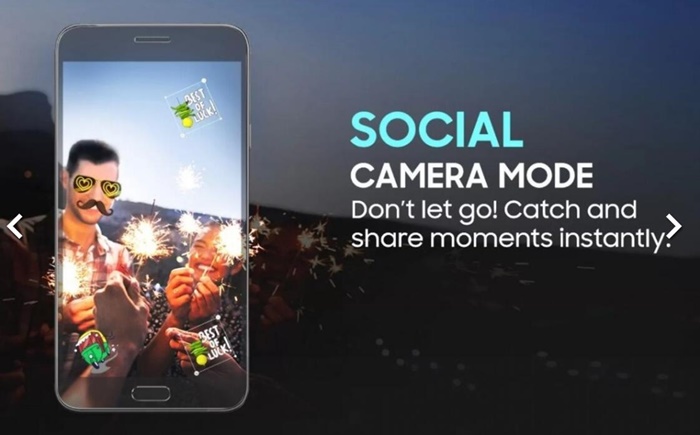 BEST
OF
LUCK!
SOCIAL
CAMERA MODE
Don't let go! Catch and
share moments instantly.
BEST
OF
LUCK!